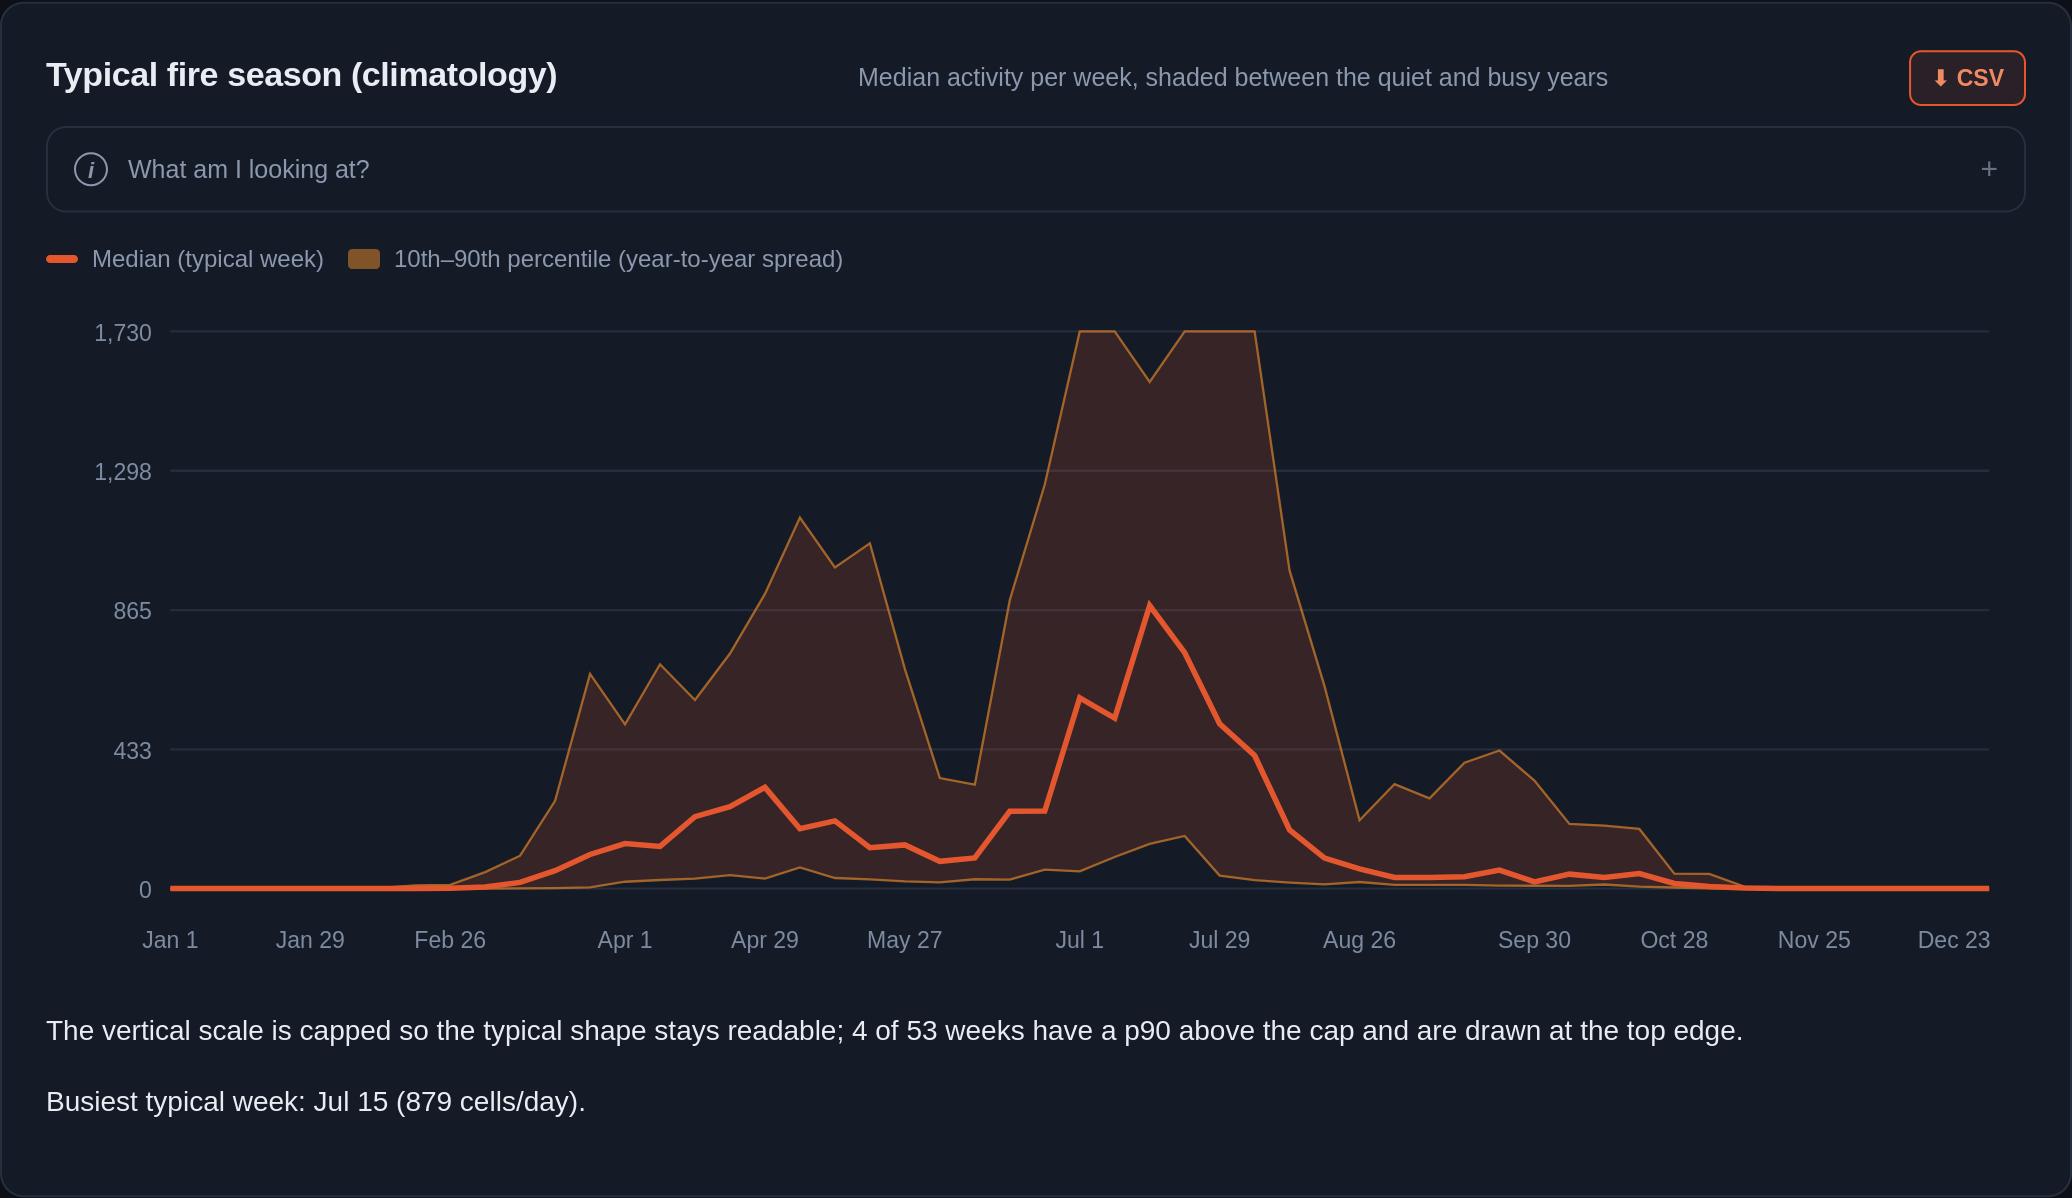 Typical fire season (climatology)
Median activity per week, shaded between the quiet and busy years
⬇ CSV
i What am I looking at? +
Median (typical week) 10th–90th percentile (year-to-year spread)
1,730
1,298
865
433
0
Jan 1 Jan 29 Feb 26 Apr 1 Apr 29 May 27 Jul 1 Jul 29 Aug 26 Sep 30 Oct 28 Nov 25 Dec 23
The vertical scale is capped so the typical shape stays readable; 4 of 53 weeks have a p90 above the cap and are drawn at the top edge.
Busiest typical week: Jul 15 (879 cells/day).